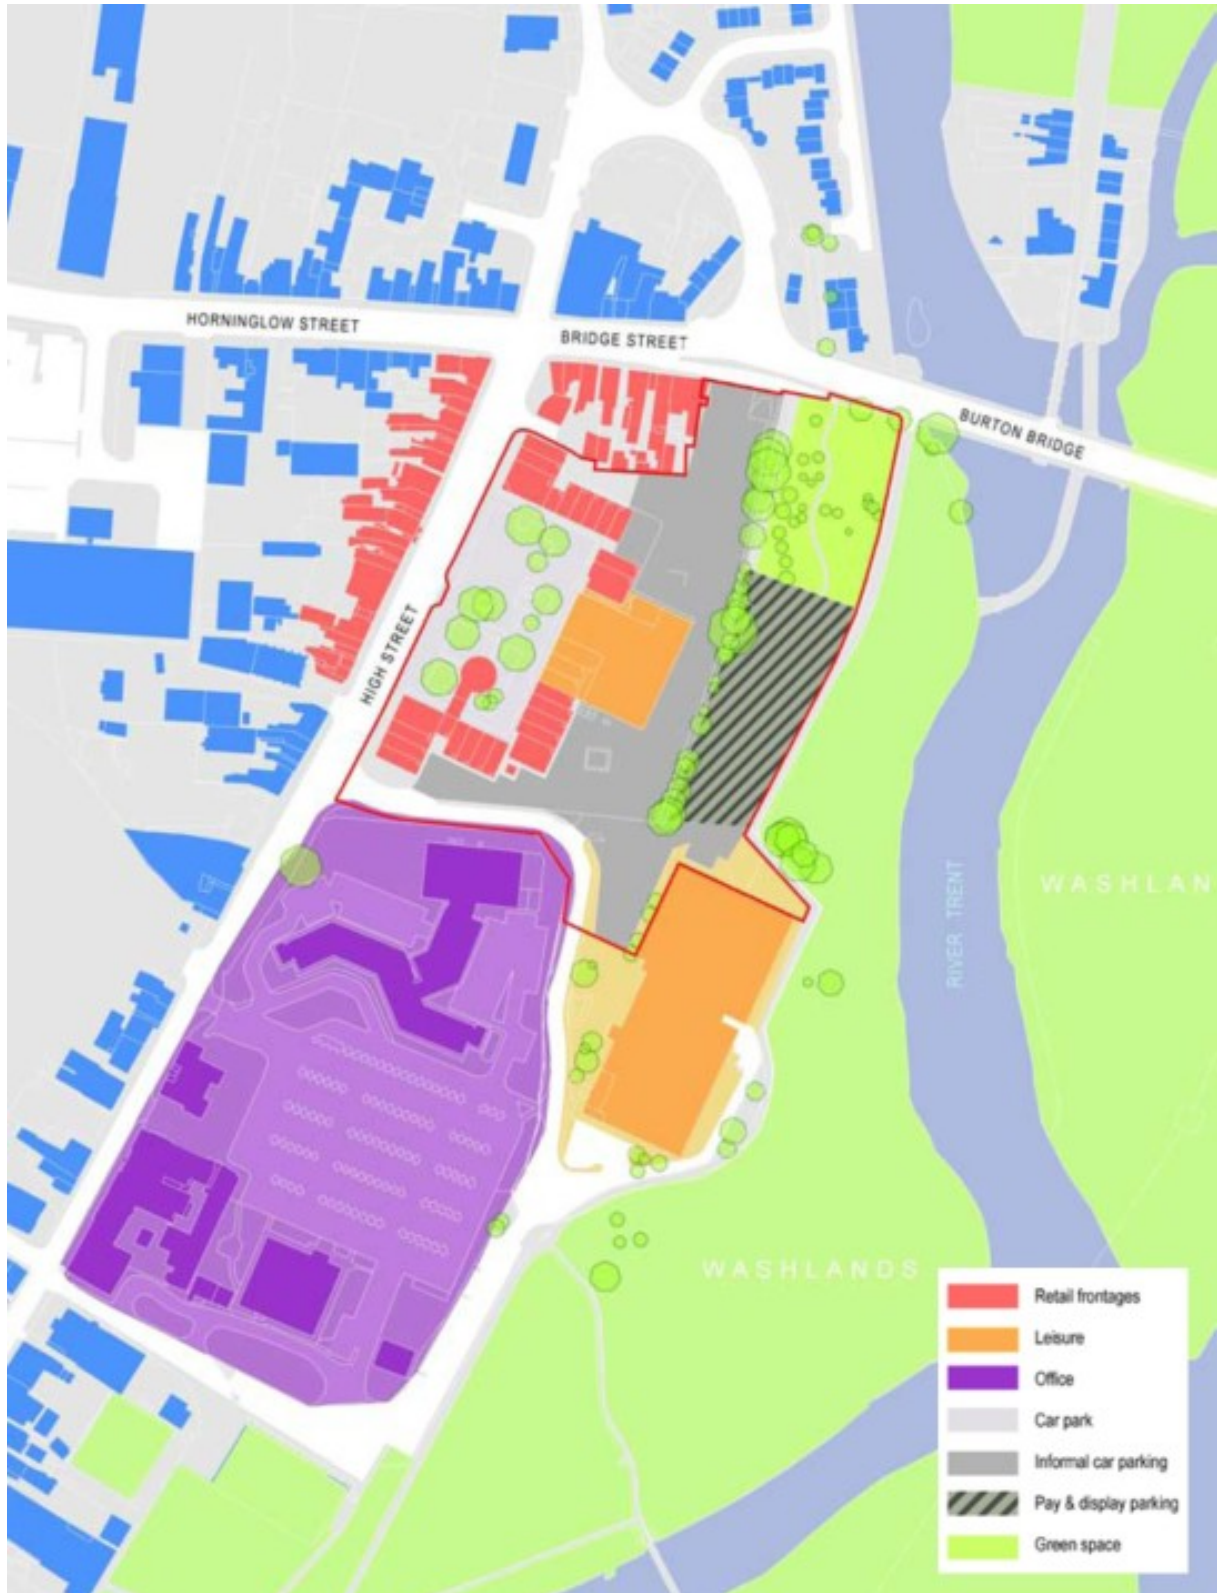 HORNINGLOW STREET
BRIDGE STREET
BURTON BRIDGE
HIGH STREET
RIVER TRENT
WASHLAN
WASHLANDS
Retail frontages
Leisure
Office
Car park
Informal car parking
Pay & display parking
Green space